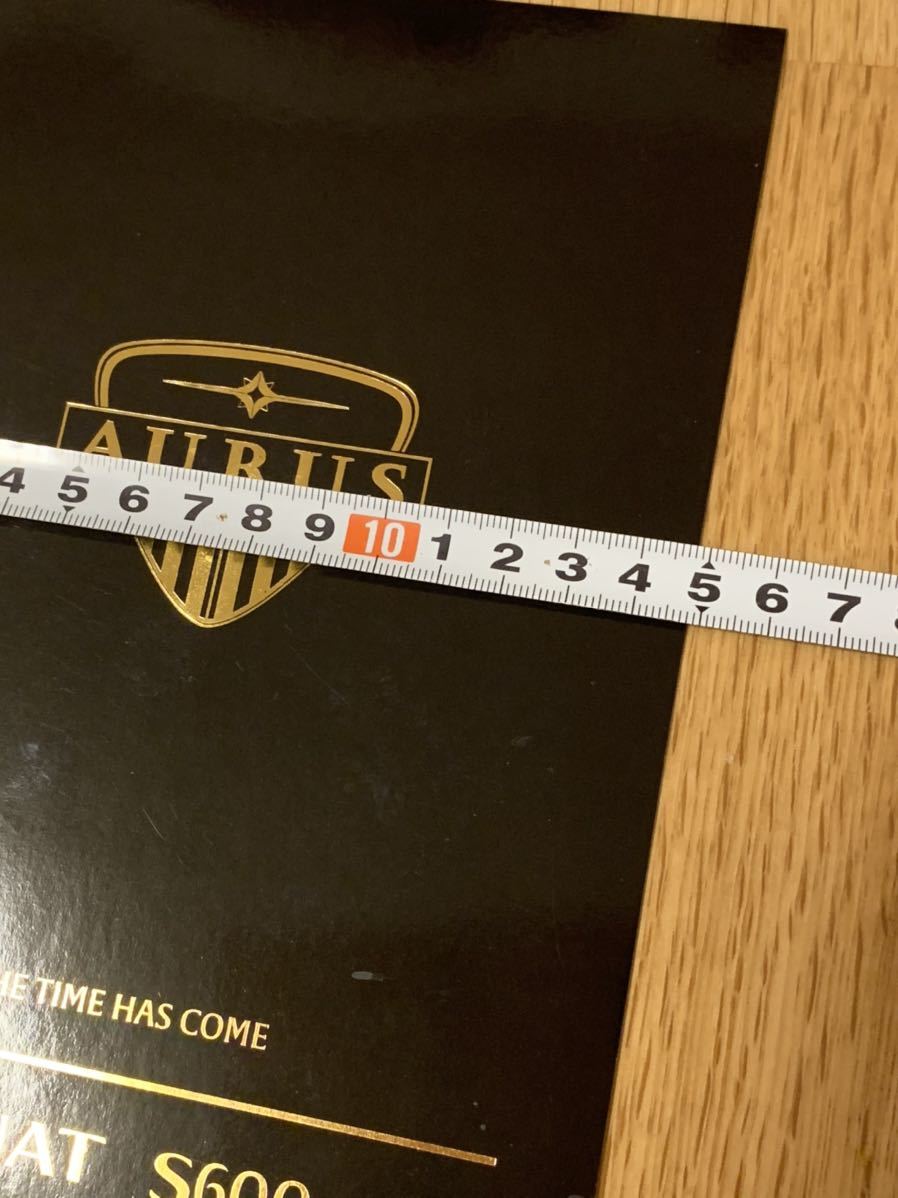 AURUS
4 5 6 7 8 9 10 1 2 3 4 5 6 7
THE TIME HAS COME
S600